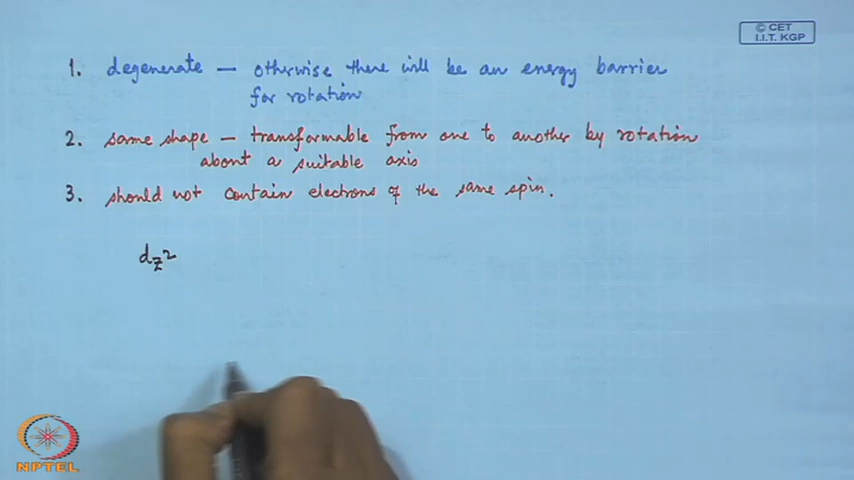 © CET
I.I.T. KGP
1. degenerate — otherwise there will be an energy barrier
for rotation
2. same shape — transformable from one to another by rotation
about a suitable axis
3. should not contain electrons of the same spin.
dz²
NPTEL